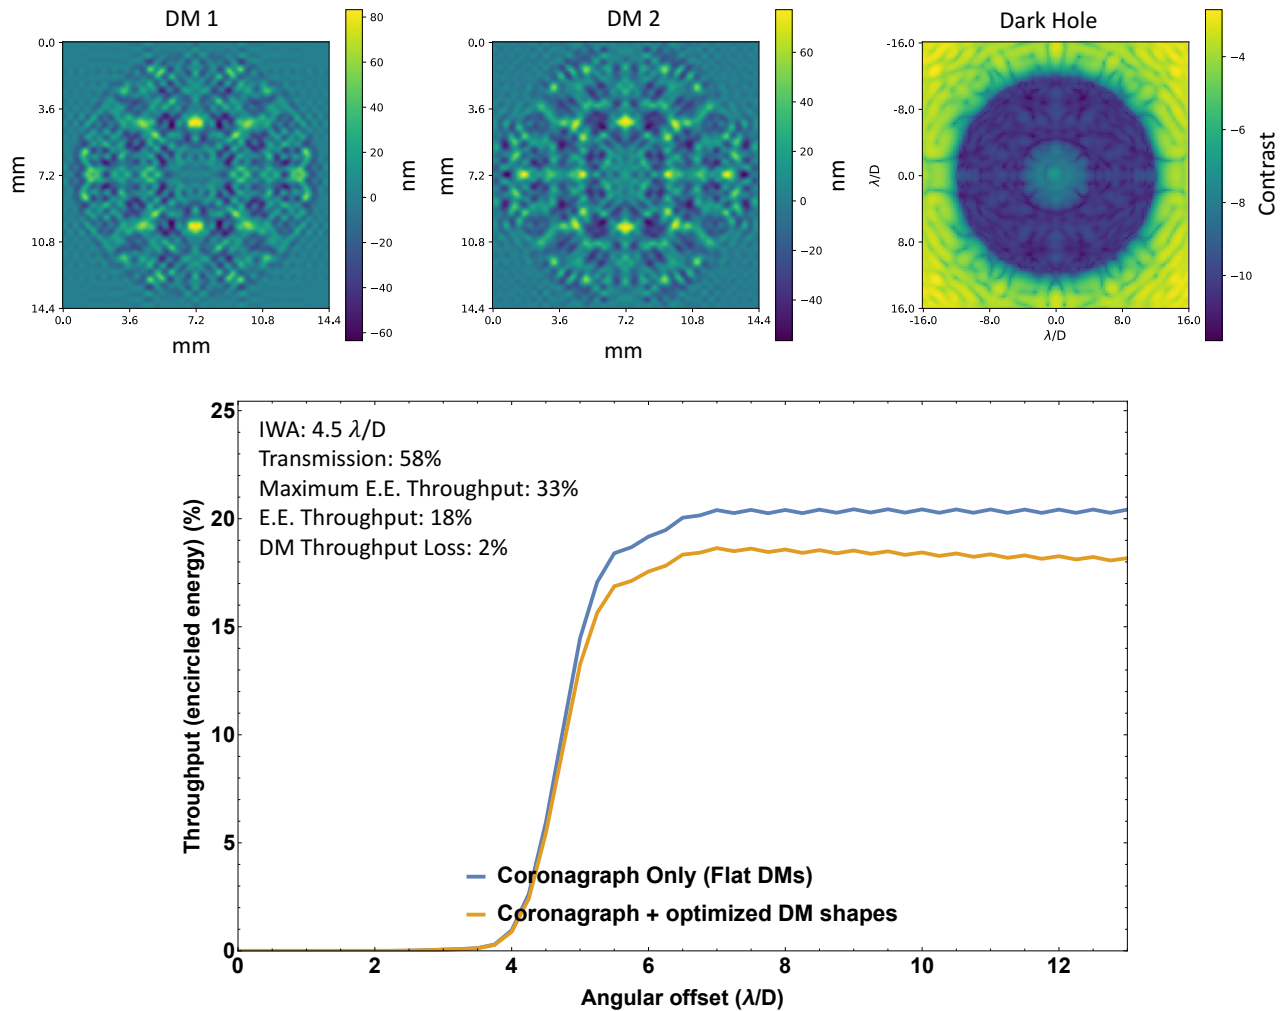 DM 1
DM 2
Dark Hole
0.0
3.6
7.2
10.8
14.4
mm
0.0 3.6 7.2 10.8 14.4
mm
80
60
40
20
0
−20
−40
−60
nm
0.0
3.6
7.2
10.8
14.4
mm
0.0 3.6 7.2 10.8 14.4
mm
60
40
20
0
−20
−40
nm
-16.0
-8.0
0.0
8.0
16.0
λ/D
-16.0 -8.0 0.0 8.0 16.0
λ/D
−4
−6
−8
−10
Contrast
IWA: 4.5 λ/D
Transmission: 58%
Maximum E.E. Throughput: 33%
E.E. Throughput: 18%
DM Throughput Loss: 2%
25
20
15
10
5
0
Throughput (encircled energy) (%)
Coronagraph Only (Flat DMs)
Coronagraph + optimized DM shapes
0 2 4 6 8 10 12
Angular offset (λ/D)